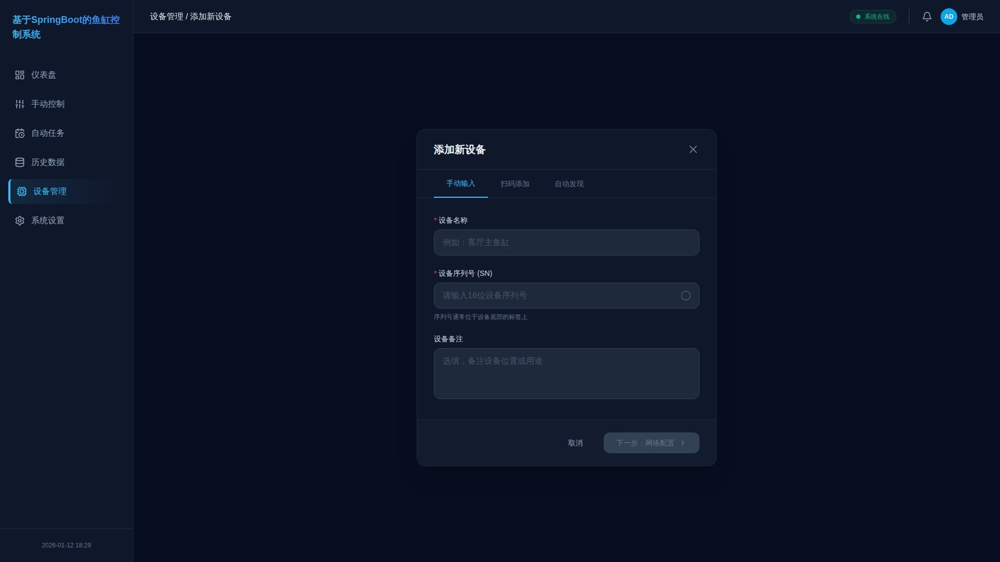 基于SpringBoot的鱼缸控
制系统
仪表盘
手动控制
自动任务
历史数据
设备管理
系统设置
2026-01-12 18:29
设备管理 / 添加新设备
系统在线
AD
管理员
添加新设备
手动输入
扫码添加
自动发现
* 设备名称
例如：客厅主鱼缸
* 设备序列号 (SN)
请输入16位设备序列号
序列号通常位于设备底部的标签上
设备备注
选填，备注设备位置或用途
取消
下一步：网络配置